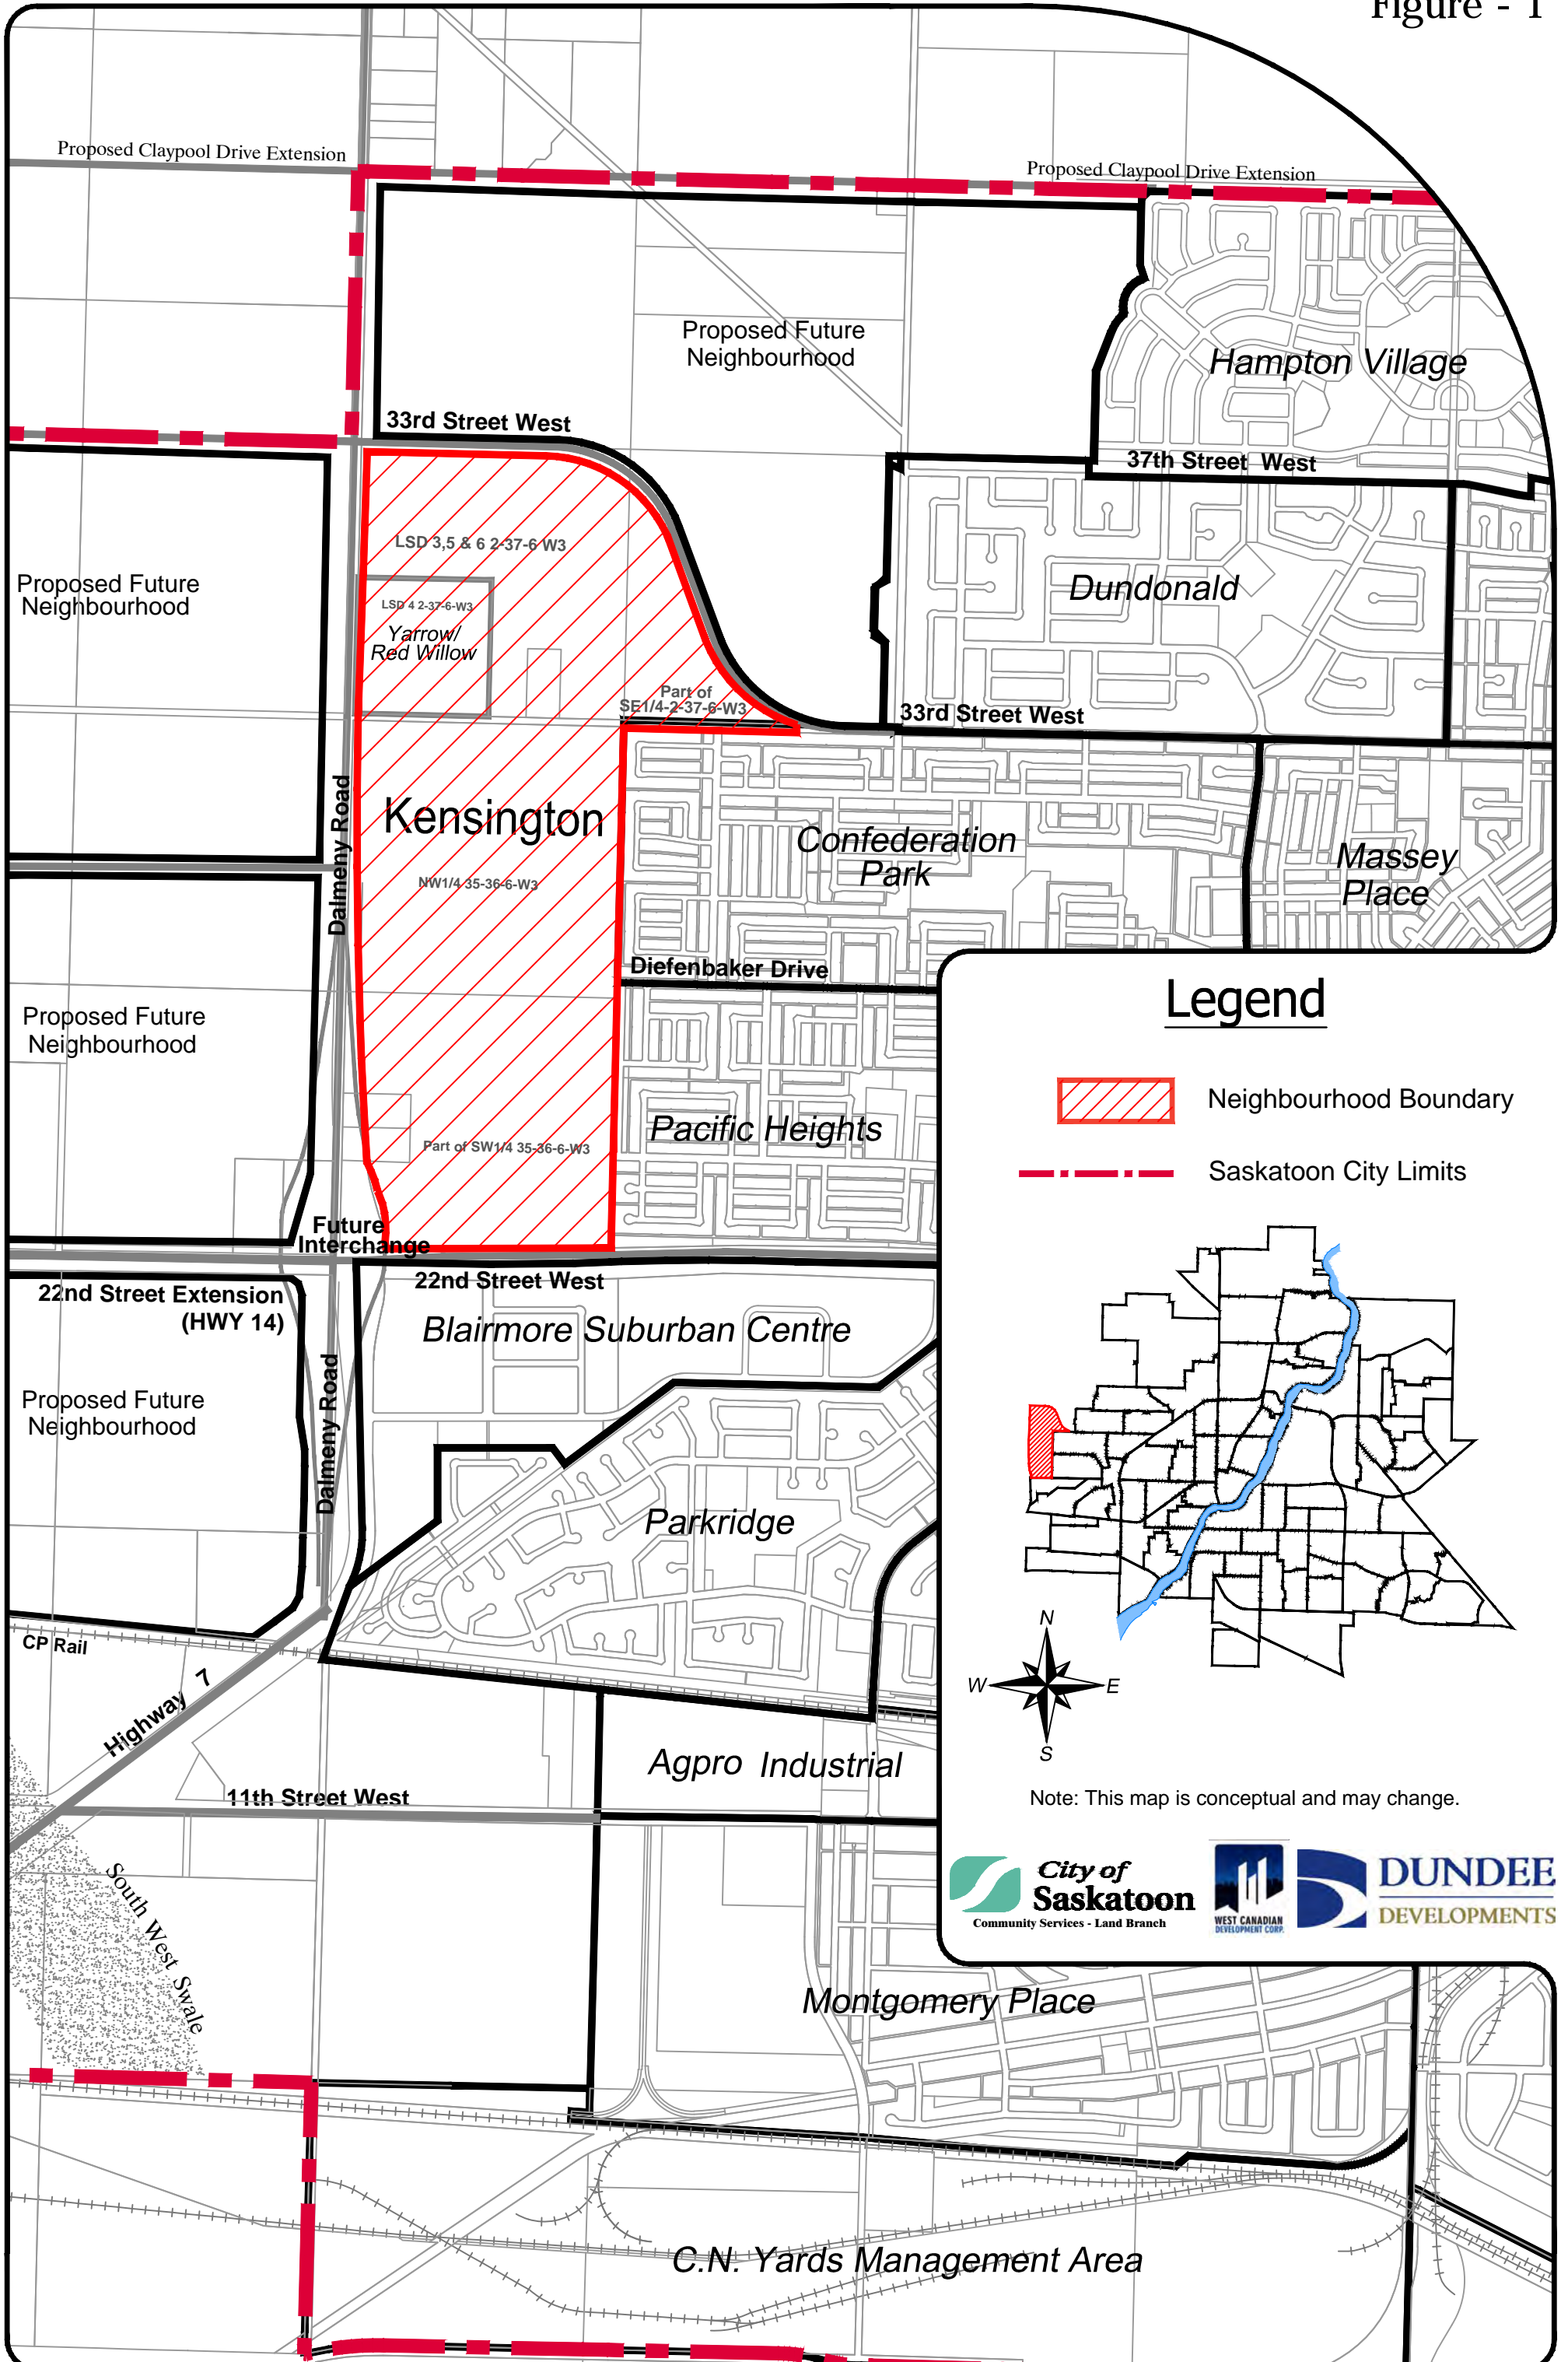 Figure - 1
Proposed Claypool Drive Extension
Proposed Claypool Drive Extension
Proposed Future
Neighbourhood
Hampton Village
33rd Street West
37th Street West
LSD 3,5 & 6 2-37-6 W3
Proposed Future
Neighbourhood
LSD 4 2-37-6-W3
Yarrow/
Red Willow
Dundonald
Part of
SE1/4-2-37-6-W3
33rd Street West
Dalmeny Road
Kensington
Confederation
Park
Massey
Place
NW1/4 35-36-6-W3
Diefenbaker Drive
Proposed Future
Neighbourhood
Pacific Heights
Part of SW1/4 35-36-6-W3
Future
Interchange
22nd Street West
22nd Street Extension
(HWY 14)
Blairmore Suburban Centre
Dalmeny Road
Proposed Future
Neighbourhood
Parkridge
CP Rail
Highway 7
Agpro Industrial
11th Street West
South West Swale
Montgomery Place
C.N. Yards Management Area
Legend
Neighbourhood Boundary
Saskatoon City Limits
N
W
E
S
Note: This map is conceptual and may change.
City of
Saskatoon
Community Services - Land Branch
WEST CANADIAN
DEVELOPMENT CORP.
DUNDEE
DEVELOPMENTS